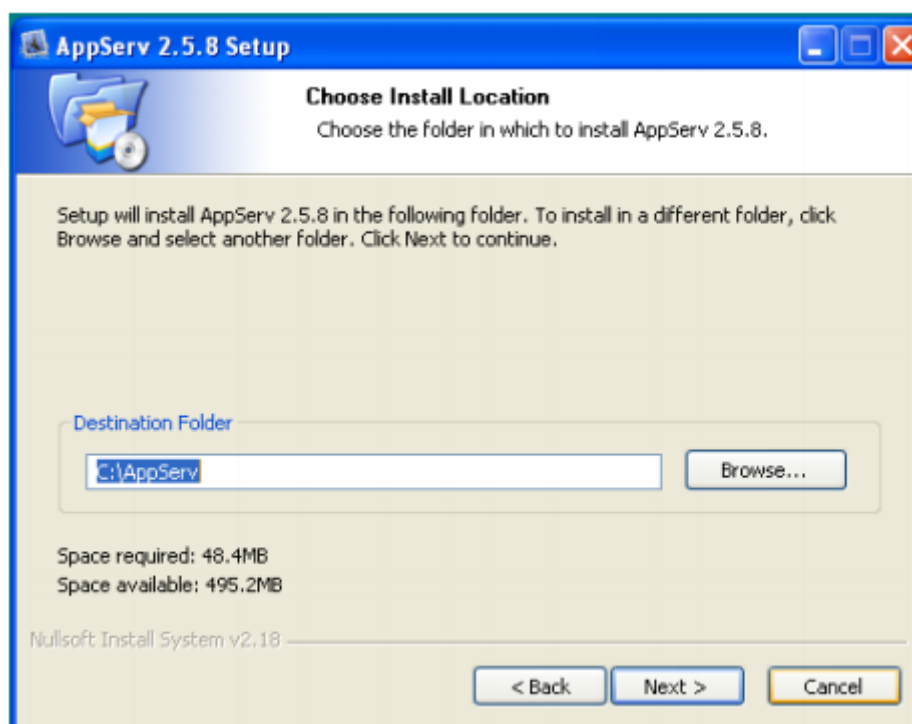 AppServ 2.5.8 Setup
Choose Install Location
Choose the folder in which to install AppServ 2.5.8.
Setup will install AppServ 2.5.8 in the following folder. To install in a different folder, click
Browse and select another folder. Click Next to continue.
Destination Folder
C:\AppServ
Browse...
Space required: 48.4MB
Space available: 495.2MB
Nullsoft Install System v2.18
< Back
Next >
Cancel